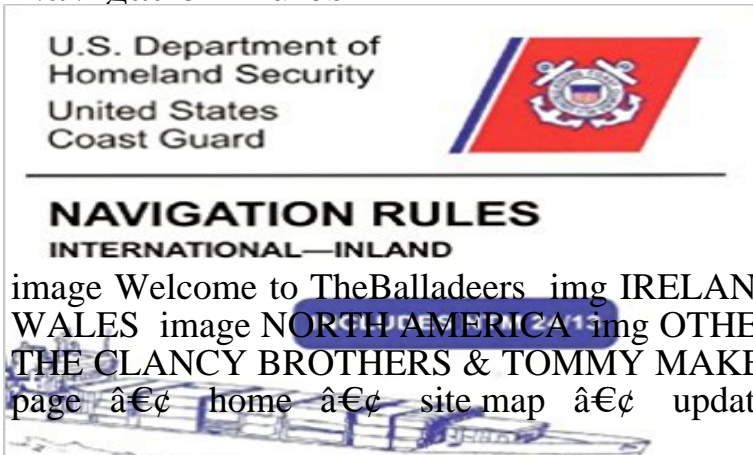 U.S. Department of
Homeland Security
United States
Coast Guard
NAVIGATION RULES
INTERNATIONAL—INLAND
image Welcome to TheBalladeers img IRELAN
WALES image NORTH AMERICA img OTHE
THE CLANCY BROTHERS & TOMMY MAKE
page â€¢ home â€¢ site map â€¢ updat